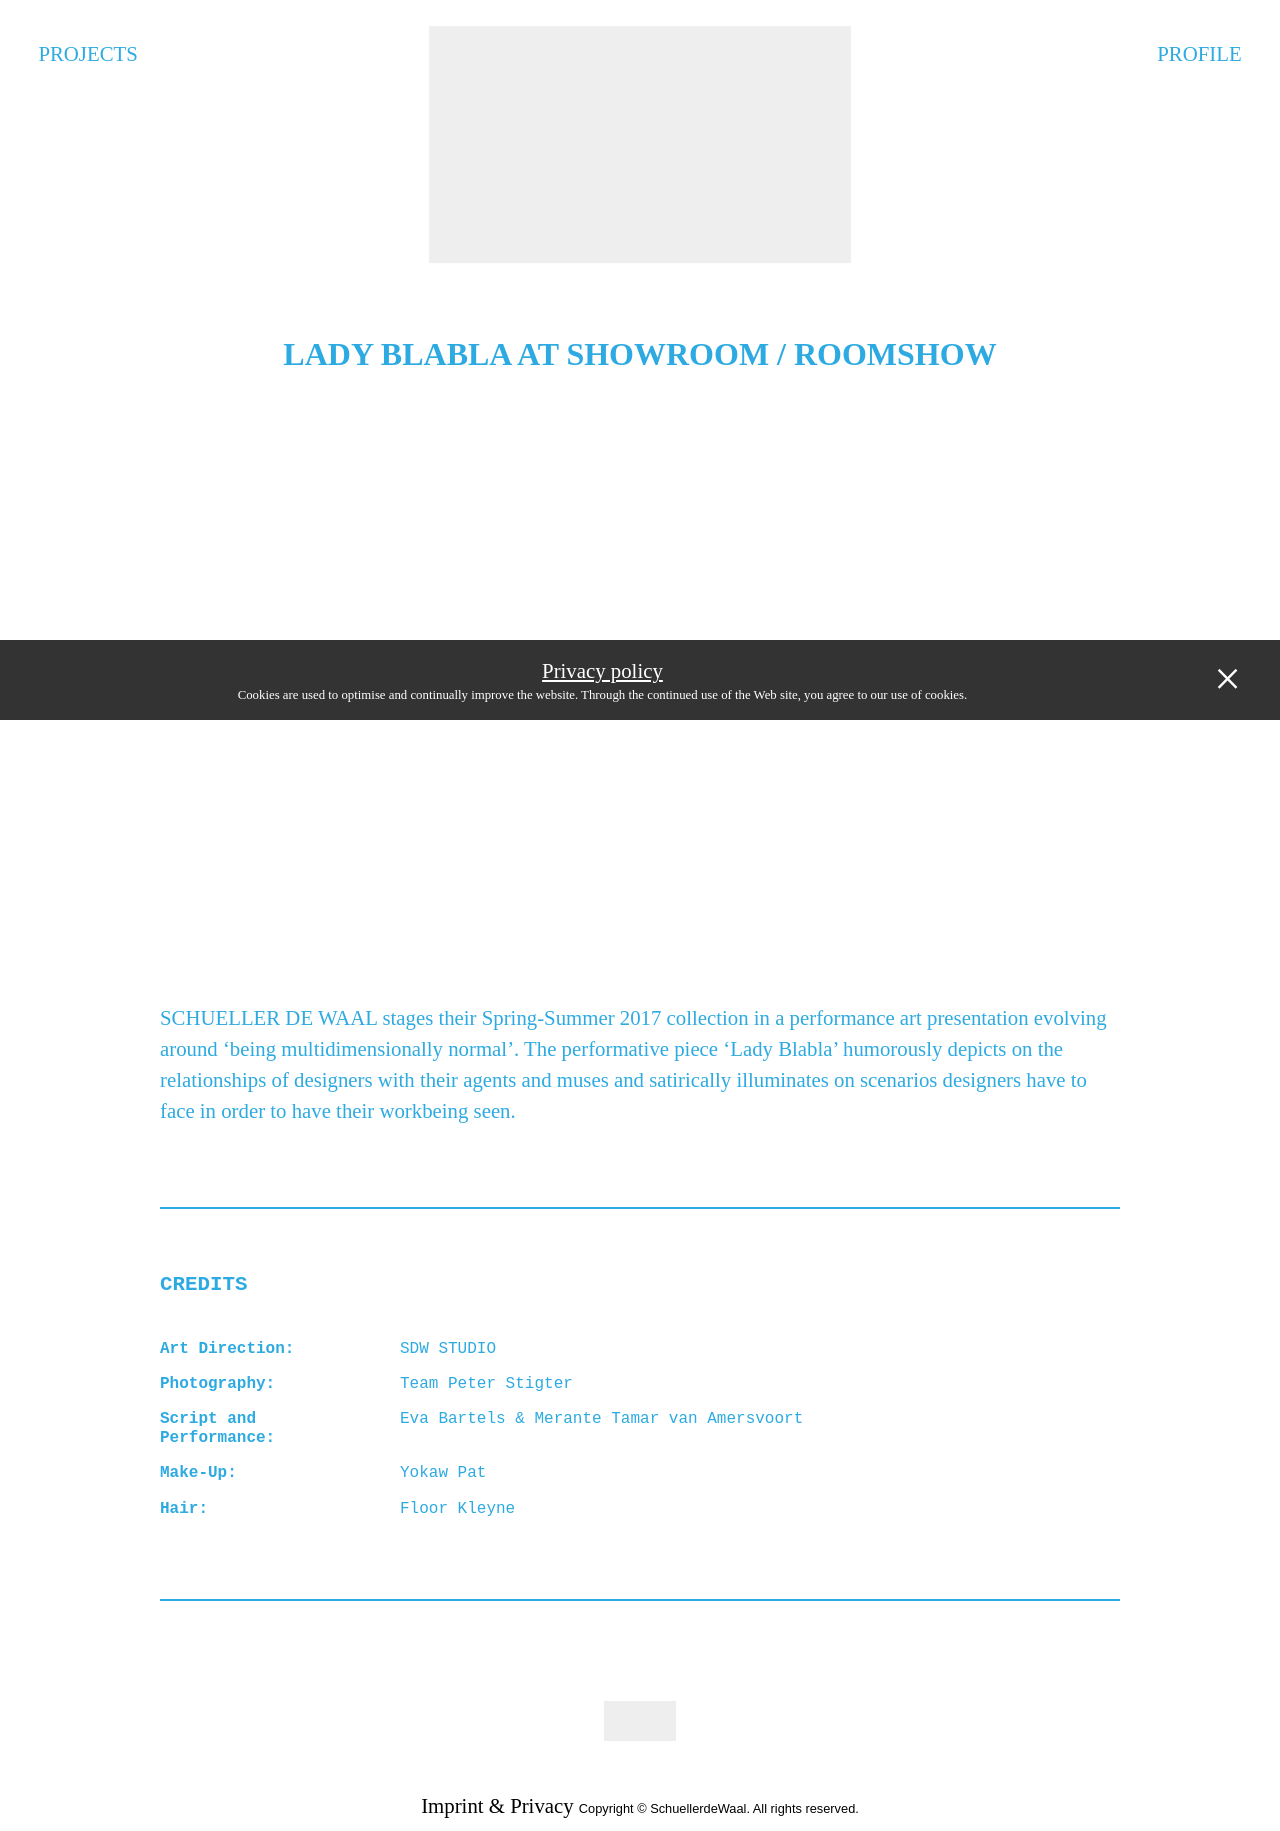 PROJECTS
PROFILE
LADY BLABLA AT SHOWROOM / ROOMSHOW
Privacy policy
Cookies are used to optimise and continually improve the website. Through the continued use of the Web site, you agree to our use of cookies.
SCHUELLER DE WAAL stages their Spring-Summer 2017 collection in a performance art presentation evolving
around ‘being multidimensionally normal’. The performative piece ‘Lady Blabla’ humorously depicts on the
relationships of designers with their agents and muses and satirically illuminates on scenarios designers have to
face in order to have their workbeing seen.
CREDITS
Art Direction: SDW STUDIO
Photography: Team Peter Stigter
Script and Eva Bartels & Merante Tamar van Amersvoort
Performance:
Make-Up: Yokaw Pat
Hair: Floor Kleyne
Imprint & Privacy Copyright © SchuellerdeWaal. All rights reserved.